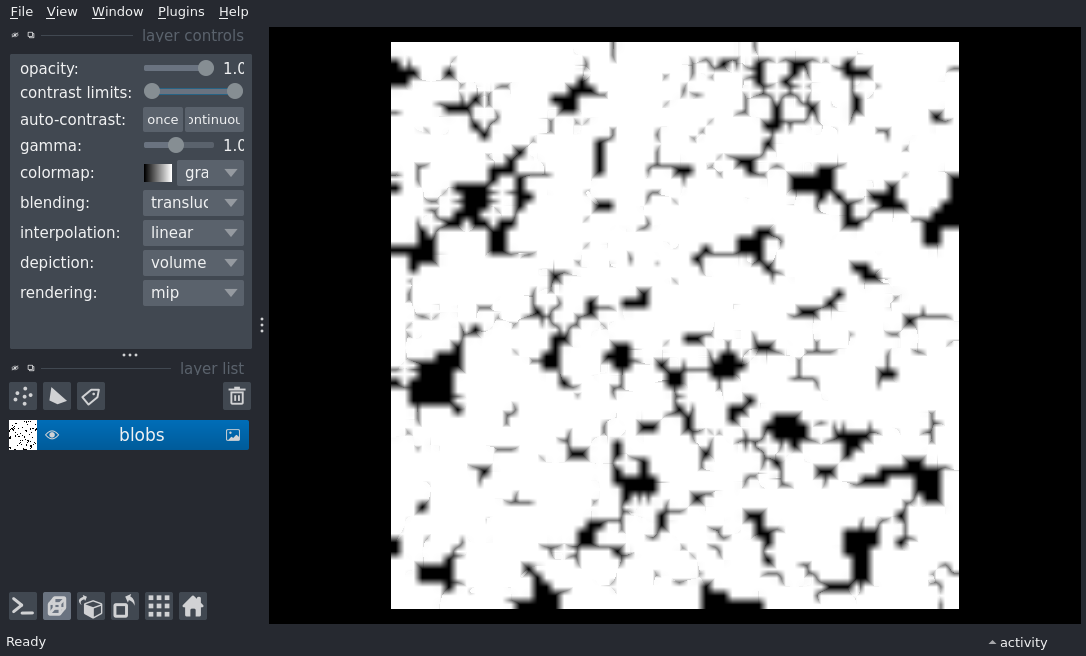 File View Window Plugins Help
layer controls
opacity: 1.0
contrast limits:
auto-contrast: once ontinuou
gamma: 1.0
colormap: gra
blending: transluc
interpolation: linear
depiction: volume
rendering: mip
layer list
blobs
Ready activity